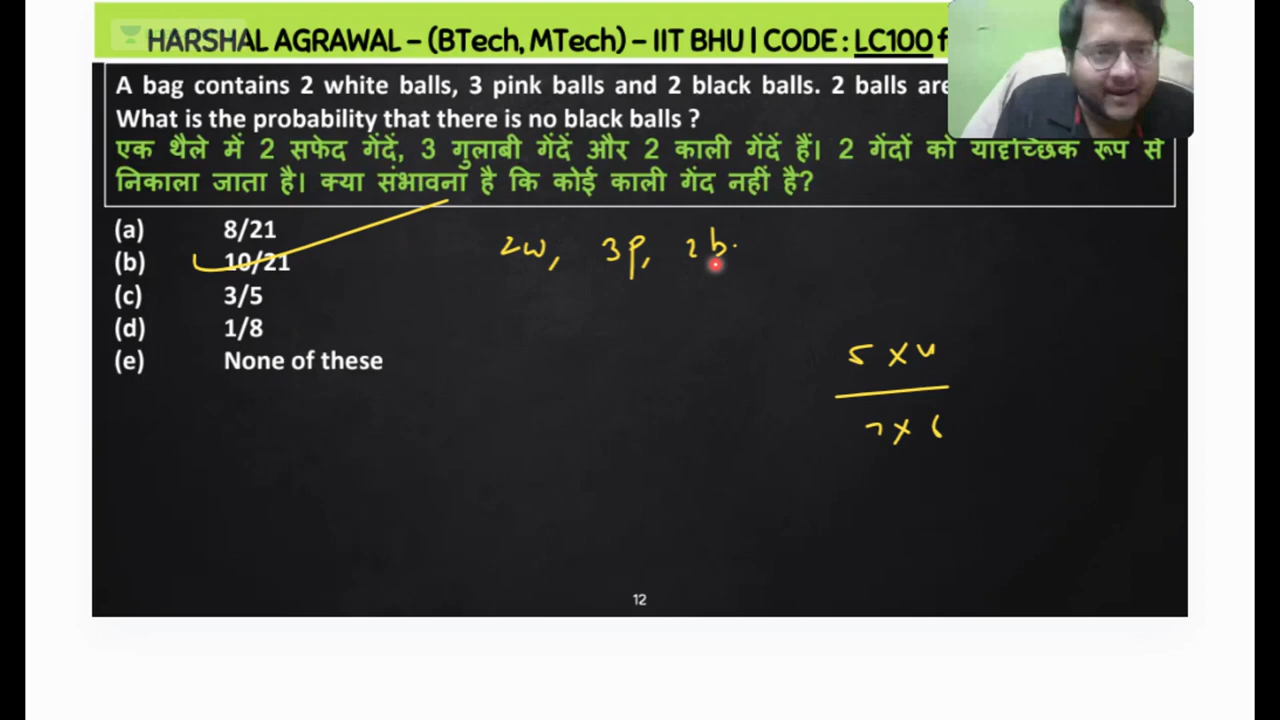 HARSHAL AGRAWAL – (BTech, MTech) – IIT BHU | CODE : LC100 f
A bag contains 2 white balls, 3 pink balls and 2 black balls. 2 balls are
What is the probability that there is no black balls ?
एक थैले में 2 सफेद गेंदें, 3 गुलाबी गेंदें और 2 काली गेंदें हैं। 2 गेंदों को यादृच्छिक रूप से
निकाला जाता है। क्या संभावना है कि कोई काली गेंद नहीं है?
(a) 8/21
(b) 10/21
(c) 3/5
(d) 1/8
(e) None of these
2w, 3p, 2b.
5 x 4
7 x 6
12